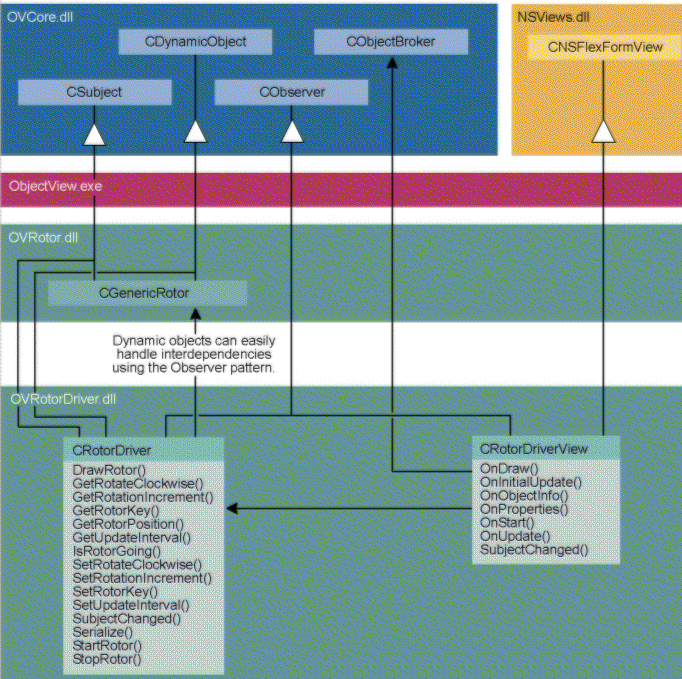 OVCore.dll
NSViews.dll
CDynamicObject
CObjectBroker
CNSFlexFormView
CSubject
CObserver
ObjectView.exe
OVRotor.dll
CGenericRotor
Dynamic objects can easily
handle interdependencies
using the Observer pattern.
OVRotorDriver.dll
CRotorDriver
DrawRotor()
GetRotateClockwise()
GetRotationIncrement()
GetRotorKey()
GetRotorPosition()
GetUpdateInterval()
IsRotorGoing()
SetRotateClockwise()
SetRotationIncrement()
SetRotorKey()
SetUpdateInterval()
SubjectChanged()
Serialize()
StartRotor()
StopRotor()
CRotorDriverView
OnDraw()
OnInitialUpdate()
OnObjectInfo()
OnProperties()
OnStart()
OnUpdate()
SubjectChanged()